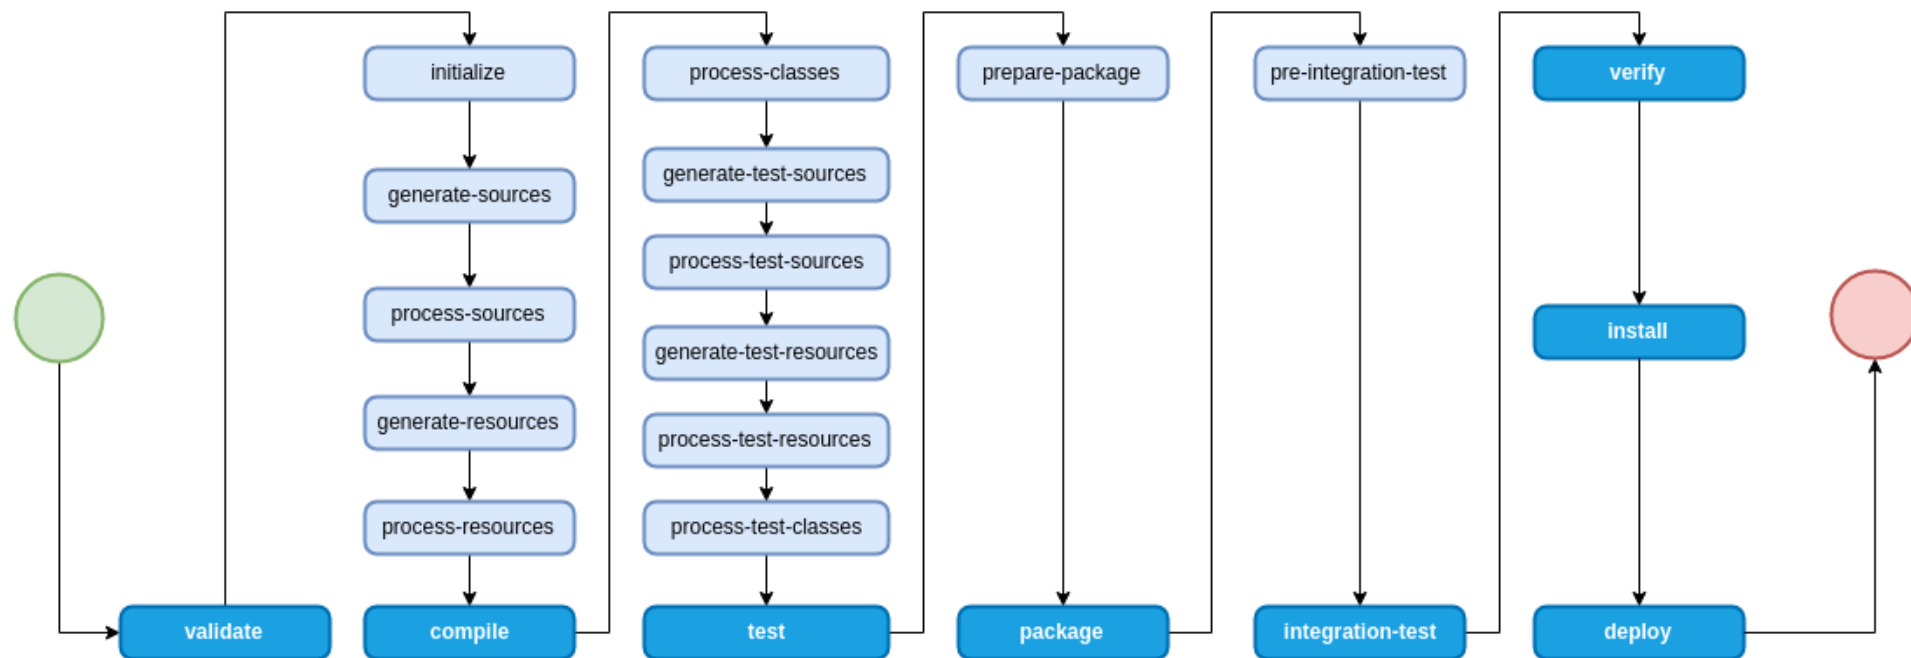 validate
initialize
generate-sources
process-sources
generate-resources
process-resources
compile
process-classes
generate-test-sources
process-test-sources
generate-test-resources
process-test-resources
process-test-classes
test
prepare-package
package
pre-integration-test
integration-test
verify
install
deploy